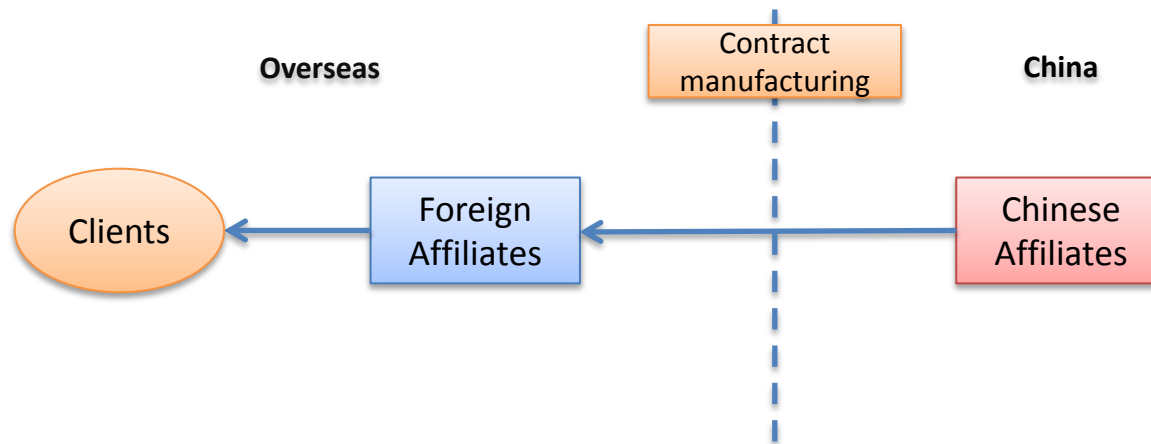 Contract
manufacturing
Overseas
China
Clients
Foreign
Affiliates
Chinese
Affiliates